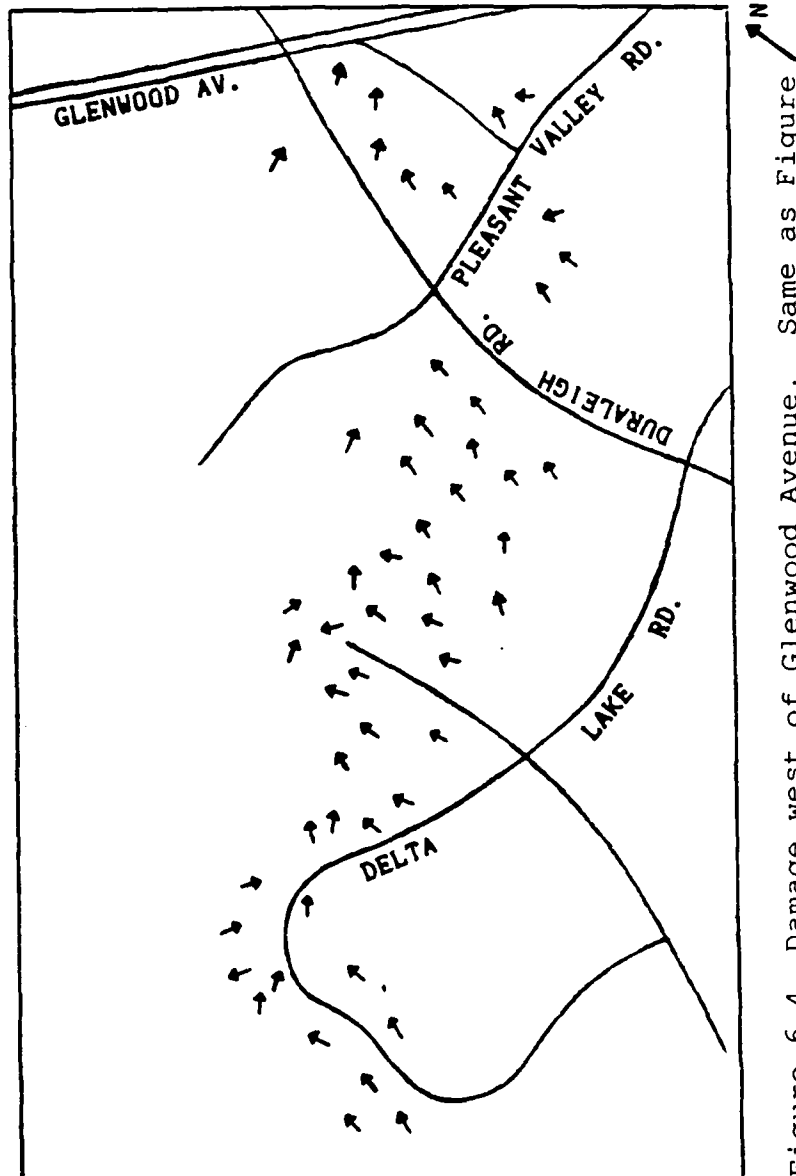 N
GLENWOOD AV.
PLEASANT VALLEY RD.
DURALEIGH RD.
LAKE RD.
DELTA
Figure 6.4. Damage west of Glenwood Avenue. Same as Figure